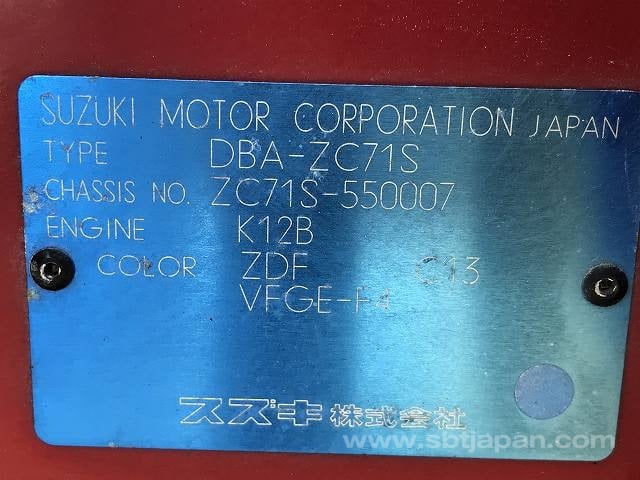 SUZUKI MOTOR CORPORATION JAPAN
TYPE DBA-ZC71S
CHASSIS NO. ZC71S-550007
ENGINE K12B
COLOR ZDF C13
VFGE-F4
スズキ株式会社
www.sbtjapan.com